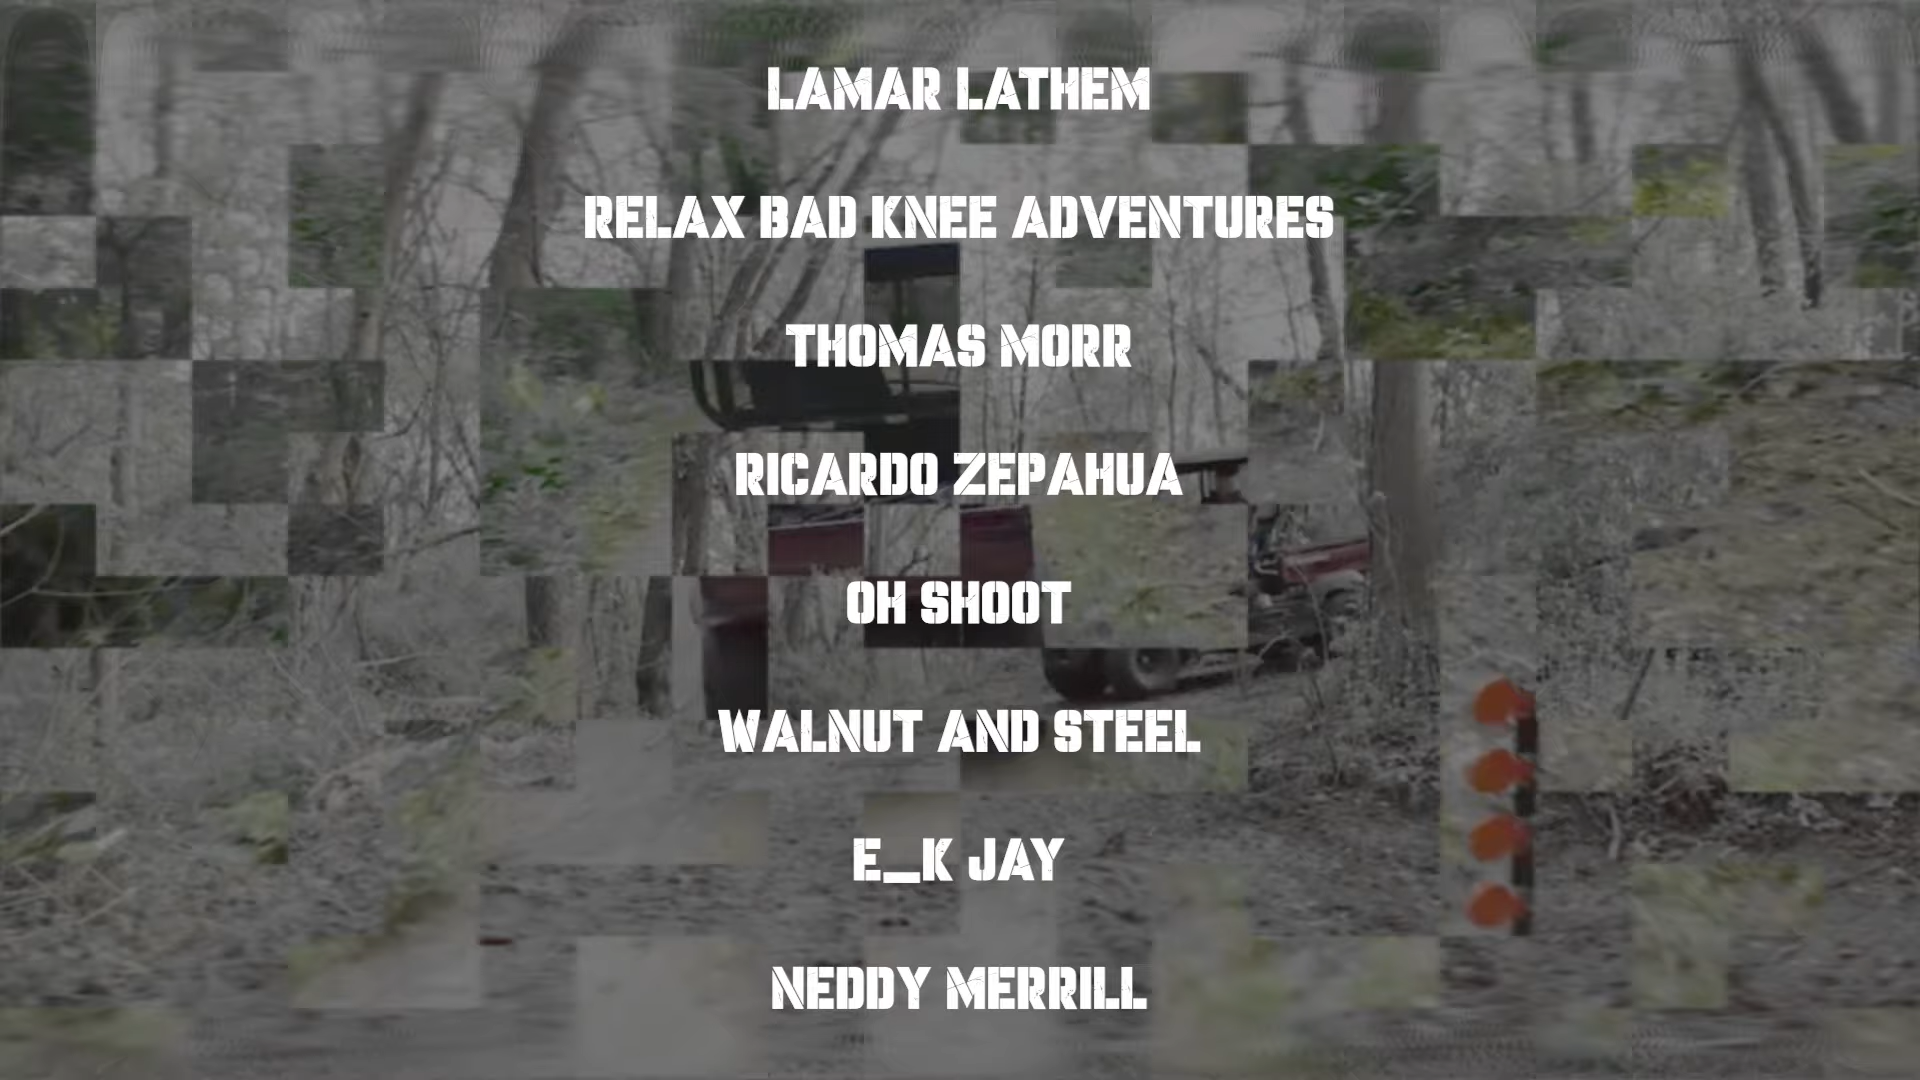 LAMAR LATHEM
RELAX BAD KNEE ADVENTURES
THOMAS MORR
RICARDO ZEPAHUA
OH SHOOT
WALNUT AND STEEL
E_K JAY
NEDDY MERRILL